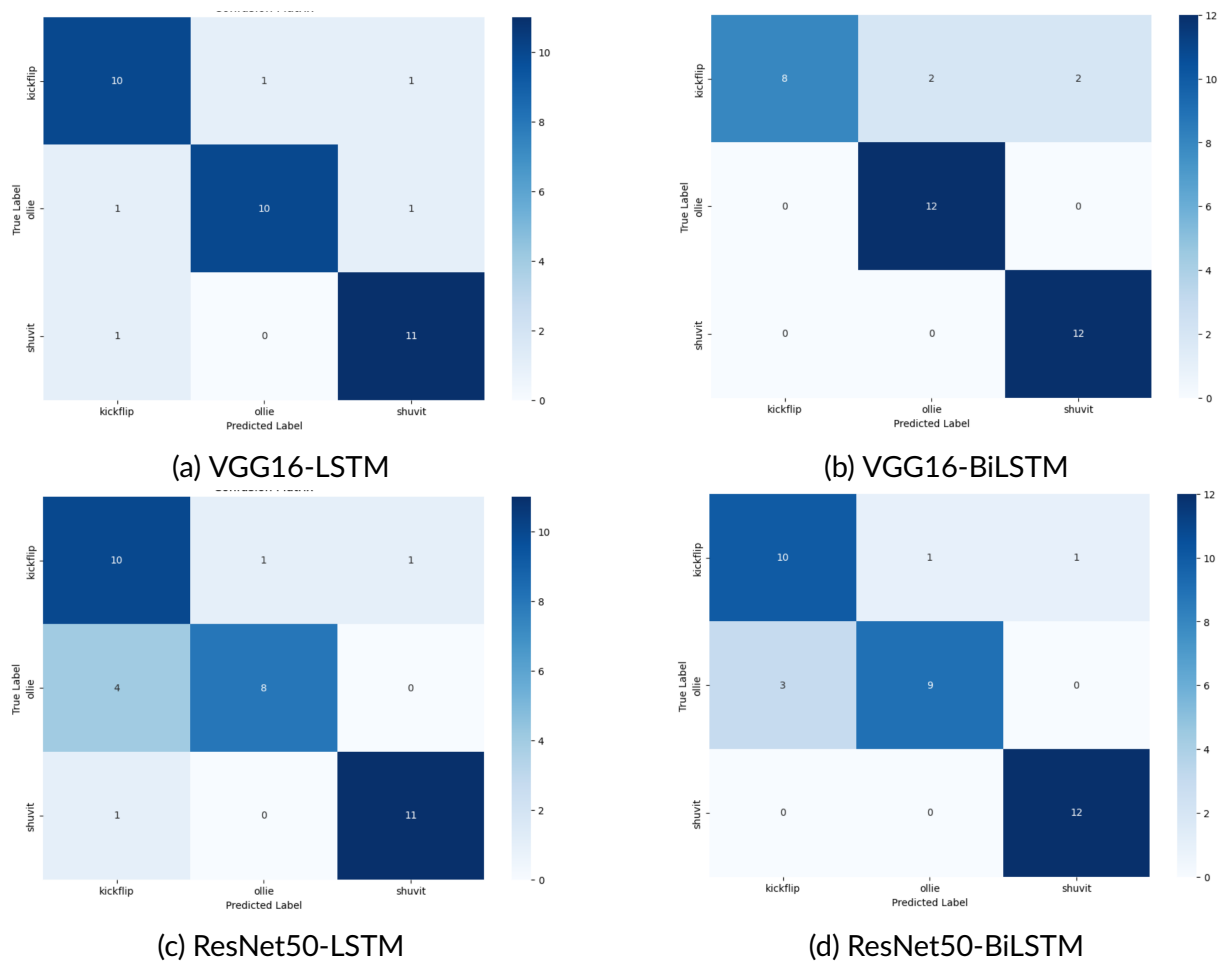 kickflip 10 1 1
ollie 1 10 1
shuvit 1 0 11
True Label
kickflip ollie shuvit
Predicted Label
10
8
6
4
2
0
(a) VGG16-LSTM
kickflip 8 2 2
ollie 0 12 0
shuvit 0 0 12
True Label
kickflip ollie shuvit
Predicted Label
12
10
8
6
4
2
0
(b) VGG16-BiLSTM
kickflip 10 1 1
ollie 4 8 0
shuvit 1 0 11
True Label
kickflip ollie shuvit
Predicted Label
10
8
6
4
2
0
(c) ResNet50-LSTM
kickflip 10 1 1
ollie 3 9 0
shuvit 0 0 12
True Label
kickflip ollie shuvit
Predicted Label
12
10
8
6
4
2
0
(d) ResNet50-BiLSTM